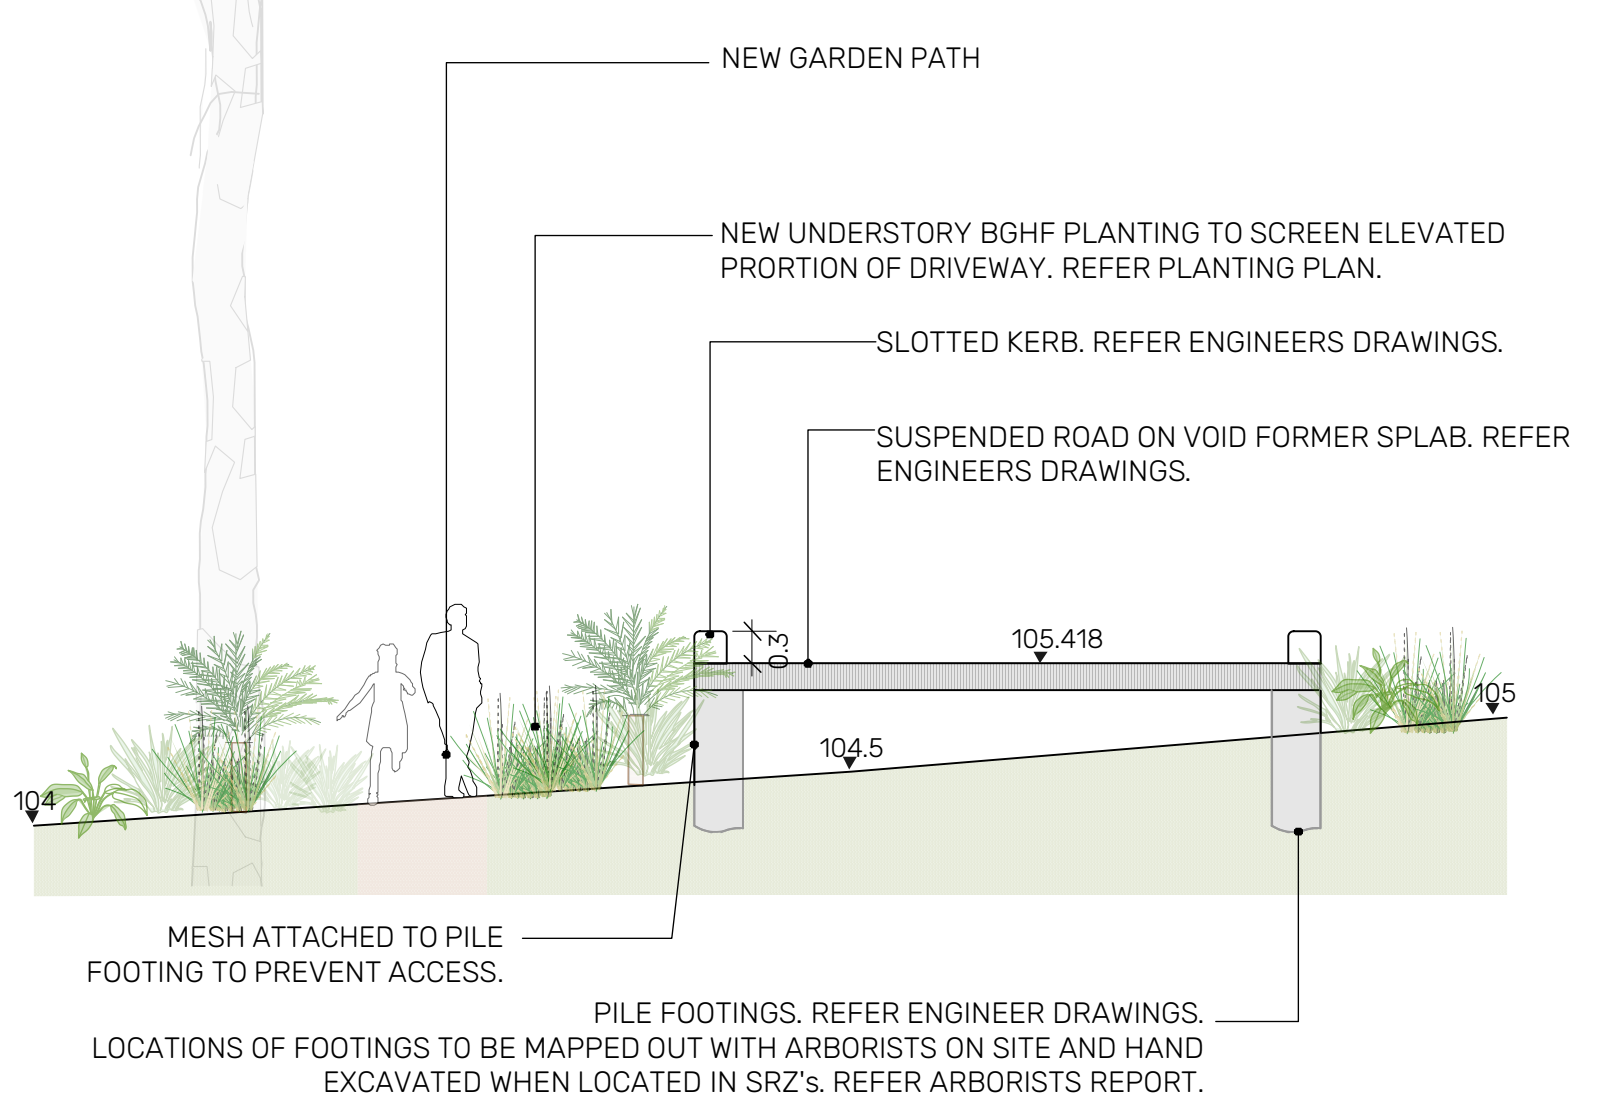 NEW GARDEN PATH
NEW UNDERSTORY BGHF PLANTING TO SCREEN ELEVATED
PRORTION OF DRIVEWAY. REFER PLANTING PLAN.
SLOTTED KERB. REFER ENGINEERS DRAWINGS.
SUSPENDED ROAD ON VOID FORMER SPLAB. REFER
ENGINEERS DRAWINGS.
0.3
105.418
105
104.5
104
MESH ATTACHED TO PILE
FOOTING TO PREVENT ACCESS.
PILE FOOTINGS. REFER ENGINEER DRAWINGS.
LOCATIONS OF FOOTINGS TO BE MAPPED OUT WITH ARBORISTS ON SITE AND HAND
EXCAVATED WHEN LOCATED IN SRZ's. REFER ARBORISTS REPORT.